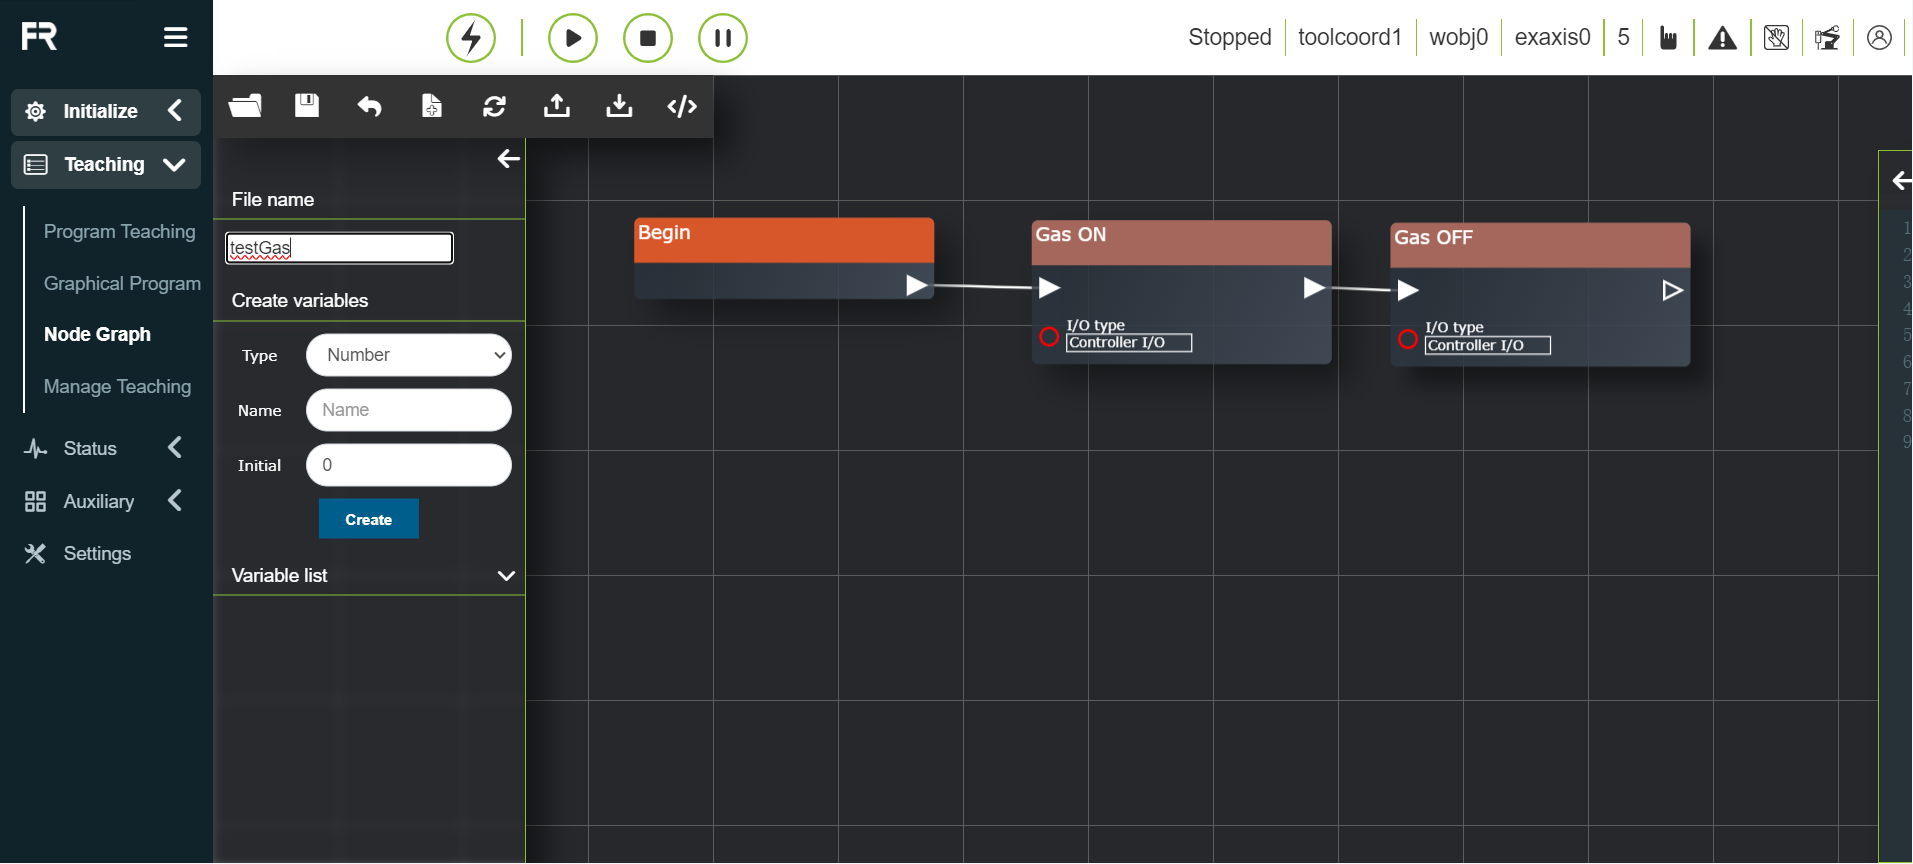 FR
Stopped
toolcoord1
wobj0
exaxis0
5
Initialize
Teaching
Program Teaching
Graphical Program
Node Graph
Manage Teaching
Status
Auxiliary
Settings
File name
testGas
Create variables
Type
Number
Name
Name
Initial
0
Create
Variable list
Begin
Gas ON
I/O type
Controller I/O
Gas OFF
I/O type
Controller I/O
1
2
3
4
5
6
7
8
9